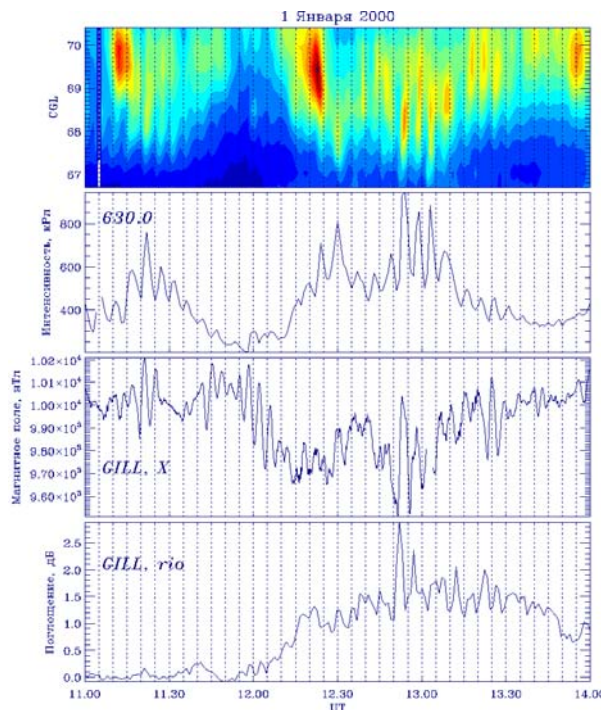 1 Января 2000
70
69
68
67
CGL
630.0
800
600
400
Интенсивность, кРл
1.02×10⁴
1.01×10⁴
1.00×10⁴
9.90×10³
9.80×10³
9.70×10³
9.60×10³
Магнитное поле, нТл
GILL, X
GILL, rio
2.5
2.0
1.5
1.0
0.5
0.0
Поглощение, дБ
11.00 11.30 12.00 12.30 13.00 13.30 14.00
UT